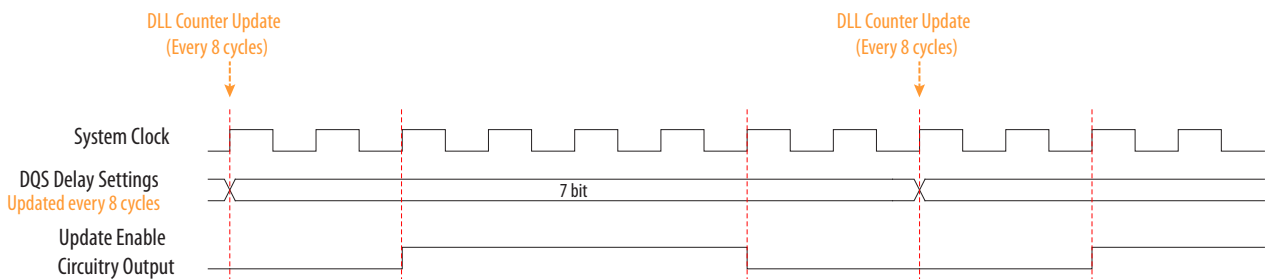 DLL Counter Update
(Every 8 cycles)
DLL Counter Update
(Every 8 cycles)
System Clock
DQS Delay Settings
Updated every 8 cycles
7 bit
Update Enable
Circuitry Output